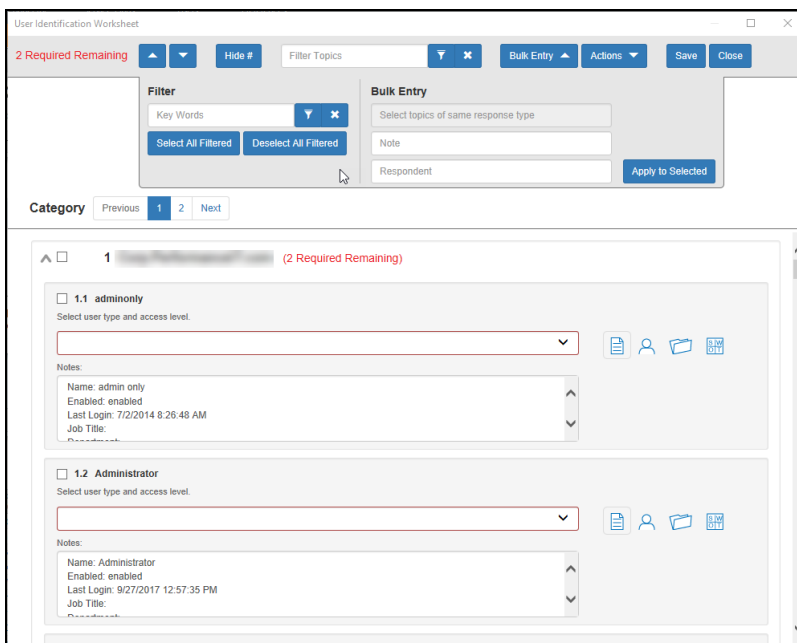 User Identification Worksheet
2 Required Remaining Hide # Filter Topics Bulk Entry Actions Save Close
Filter Bulk Entry
Key Words Select topics of same response type
Select All Filtered Deselect All Filtered Note
Respondent Apply to Selected
Category Previous 1 2 Next
1 (2 Required Remaining)
1.1 adminonly
Select user type and access level.
Notes:
Name: admin only
Enabled: enabled
Last Login: 7/2/2014 8:26:48 AM
Job Title:
1.2 Administrator
Select user type and access level.
Notes:
Name: Administrator
Enabled: enabled
Last Login: 9/27/2017 12:57:35 PM
Job Title: